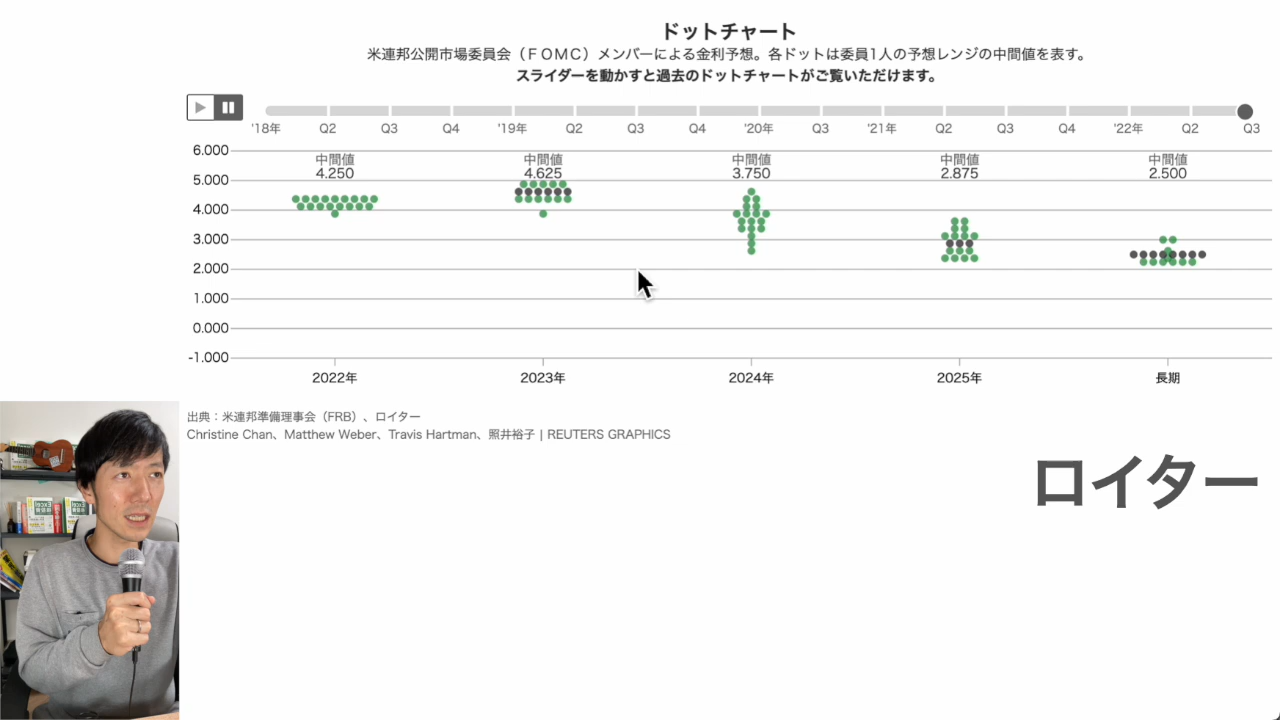 ドットチャート
米連邦公開市場委員会（ＦＯＭＣ）メンバーによる金利予想。各ドットは委員1人の予想レンジの中間値を表す。
スライダーを動かすと過去のドットチャートがご覧いただけます。
'18年 Q2 Q3 Q4 '19年 Q2 Q3 Q4 '20年 Q3 '21年 Q2 Q3 Q4 '22年 Q2 Q3
6.000
中間値 中間値 中間値 中間値 中間値
4.250 4.625 3.750 2.875 2.500
5.000
4.000
3.000
2.000
1.000
0.000
-1.000
2022年 2023年 2024年 2025年 長期
出典：米連邦準備理事会（FRB）、ロイター
Christine Chan、Matthew Weber、Travis Hartman、照井裕子 | REUTERS GRAPHICS
ロイター